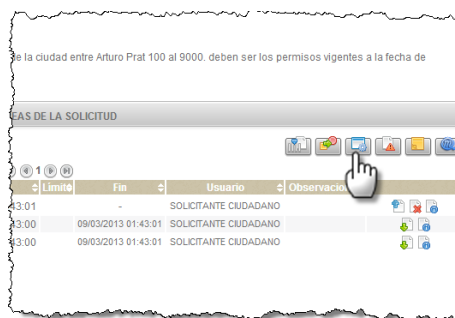 de la ciudad entre Arturo Prat 100 al 9000. deben ser los permisos vigentes a la fecha de
EAS DE LA SOLICITUD
1
Limite Fin Usuario Observacion
43:01 - SOLICITANTE CIUDADANO
43:00 09/03/2013 01:43:01 SOLICITANTE CIUDADANO
43:00 09/03/2013 01:43:01 SOLICITANTE CIUDADANO